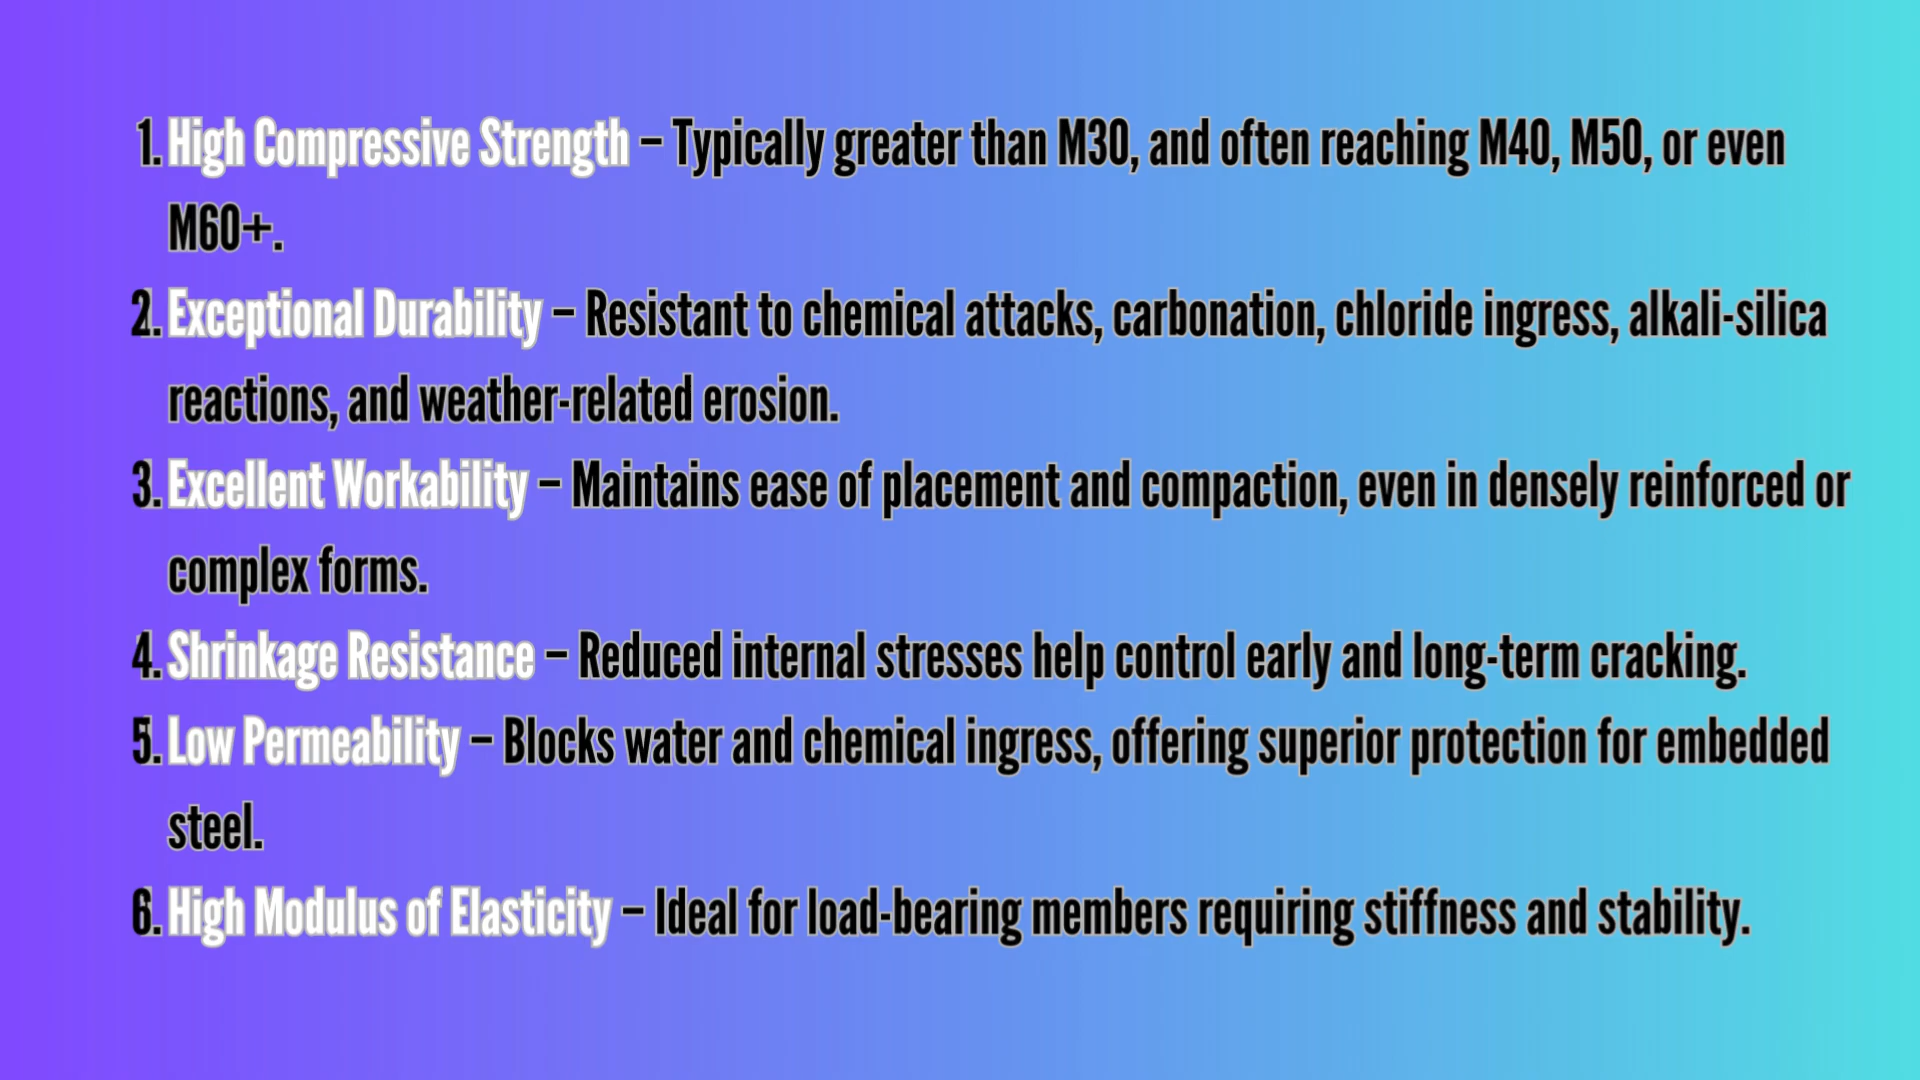 1. High Compressive Strength – Typically greater than M30, and often reaching M40, M50, or even
M60+.
2. Exceptional Durability – Resistant to chemical attacks, carbonation, chloride ingress, alkali-silica
reactions, and weather-related erosion.
3. Excellent Workability – Maintains ease of placement and compaction, even in densely reinforced or
complex forms.
4. Shrinkage Resistance – Reduced internal stresses help control early and long-term cracking.
5. Low Permeability – Blocks water and chemical ingress, offering superior protection for embedded
steel.
6. High Modulus of Elasticity – Ideal for load-bearing members requiring stiffness and stability.